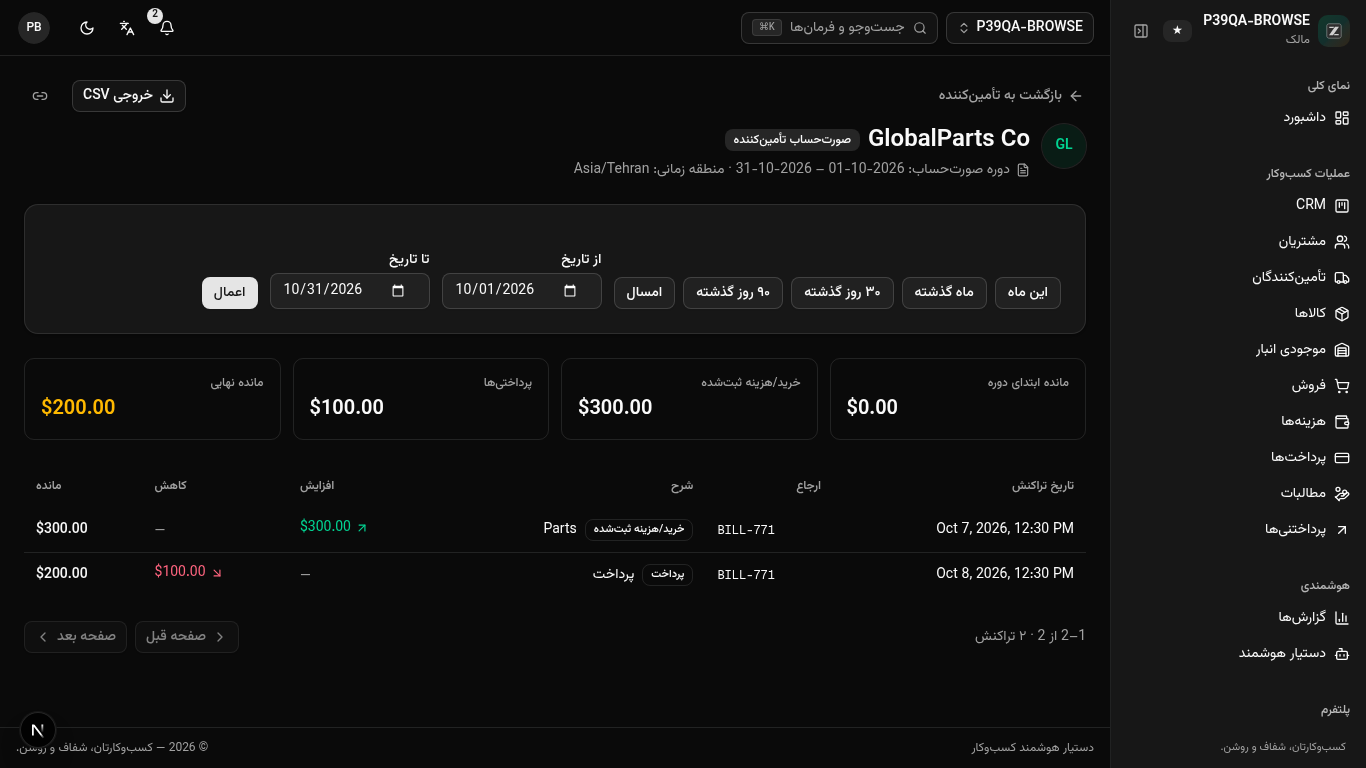 P39QA-BROWSE
مالک
نمای کلی
داشبورد
عملیات کسب‌وکار
CRM
مشتریان
تأمین‌کنندگان
کالاها
موجودی انبار
فروش
هزینه‌ها
پرداخت‌ها
مطالبات
پرداختنی‌ها
هوشمندی
گزارش‌ها
دستیار هوشمند
پلتفرم
کسب‌وکارتان، شفاف و روشن.
P39QA-BROWSE
جست‌وجو و فرمان‌ها ⌘K
2
PB
بازگشت به تأمین‌کننده
خروجی CSV
GL
GlobalParts Co صورت‌حساب تأمین‌کننده
دوره صورت‌حساب: 01-10-2026 – 31-10-2026 · منطقه زمانی: Asia/Tehran
از تاریخ تا تاریخ
این ماه ماه گذشته ۳۰ روز گذشته ۹۰ روز گذشته امسال 10/01/2026 10/31/2026 اعمال
مانده ابتدای دوره
$0.00
خرید/هزینه ثبت‌شده
$300.00
پرداختی‌ها
$100.00
مانده نهایی
$200.00
تاریخ تراکنش ارجاع شرح افزایش کاهش مانده
Oct 7, 2026, 12:30 PM BILL-771 خرید/هزینه ثبت‌شده Parts $300.00 — $300.00
Oct 8, 2026, 12:30 PM BILL-771 پرداخت پرداخت — $100.00 $200.00
1–2 از 2 · ۲ تراکنش
صفحه قبل صفحه بعد
دستیار هوشمند کسب‌وکار
© 2026 — کسب‌وکارتان، شفاف و روشن.
N